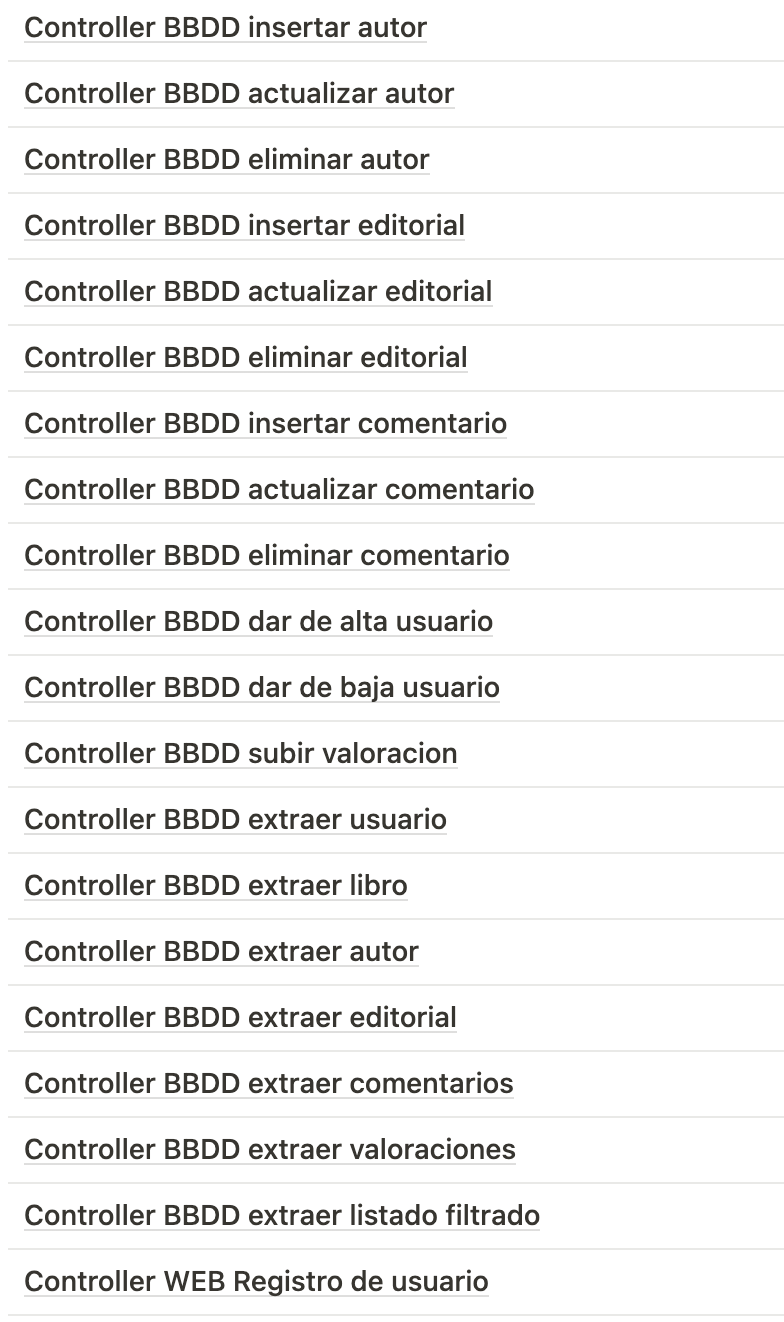 Controller BBDD insertar autor
Controller BBDD actualizar autor
Controller BBDD eliminar autor
Controller BBDD insertar editorial
Controller BBDD actualizar editorial
Controller BBDD eliminar editorial
Controller BBDD insertar comentario
Controller BBDD actualizar comentario
Controller BBDD eliminar comentario
Controller BBDD dar de alta usuario
Controller BBDD dar de baja usuario
Controller BBDD subir valoracion
Controller BBDD extraer usuario
Controller BBDD extraer libro
Controller BBDD extraer autor
Controller BBDD extraer editorial
Controller BBDD extraer comentarios
Controller BBDD extraer valoraciones
Controller BBDD extraer listado filtrado
Controller WEB Registro de usuario